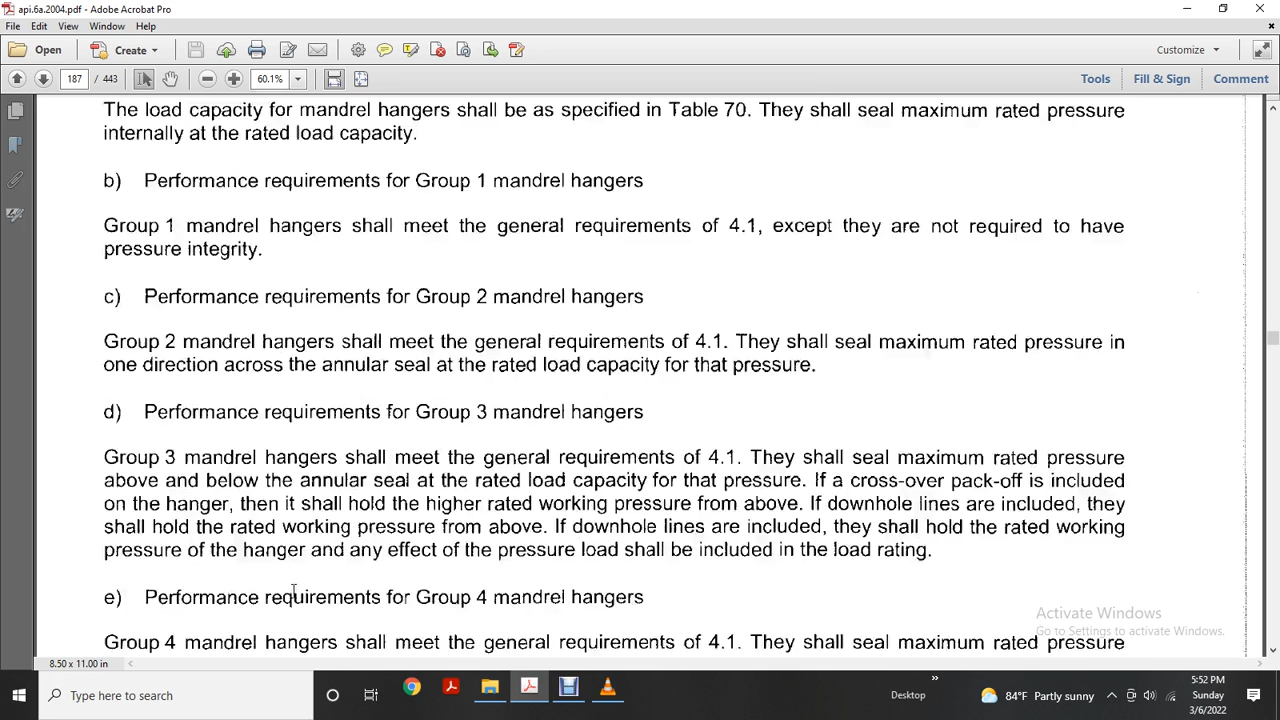 api.6a.2004.pdf - Adobe Acrobat Pro
File Edit View Window Help
Open Create Customize
187 / 443 60.1% Tools Fill & Sign Comment
The load capacity for mandrel hangers shall be as specified in Table 70. They shall seal maximum rated pressure
internally at the rated load capacity.
b) Performance requirements for Group 1 mandrel hangers
Group 1 mandrel hangers shall meet the general requirements of 4.1, except they are not required to have
pressure integrity.
c) Performance requirements for Group 2 mandrel hangers
Group 2 mandrel hangers shall meet the general requirements of 4.1. They shall seal maximum rated pressure in
one direction across the annular seal at the rated load capacity for that pressure.
d) Performance requirements for Group 3 mandrel hangers
Group 3 mandrel hangers shall meet the general requirements of 4.1. They shall seal maximum rated pressure
above and below the annular seal at the rated load capacity for that pressure. If a cross-over pack-off is included
on the hanger, then it shall hold the higher rated working pressure from above. If downhole lines are included, they
shall hold the rated working pressure from above. If downhole lines are included, they shall hold the rated working
pressure of the hanger and any effect of the pressure load shall be included in the load rating.
e) Performance requirements for Group 4 mandrel hangers
Activate Windows
Go to Settings to activate Windows.
Group 4 mandrel hangers shall meet the general requirements of 4.1. They shall seal maximum rated pressure
8.50 x 11.00 in
Type here to search
Desktop
84°F Partly sunny
5:52 PM
Sunday
3/6/2022